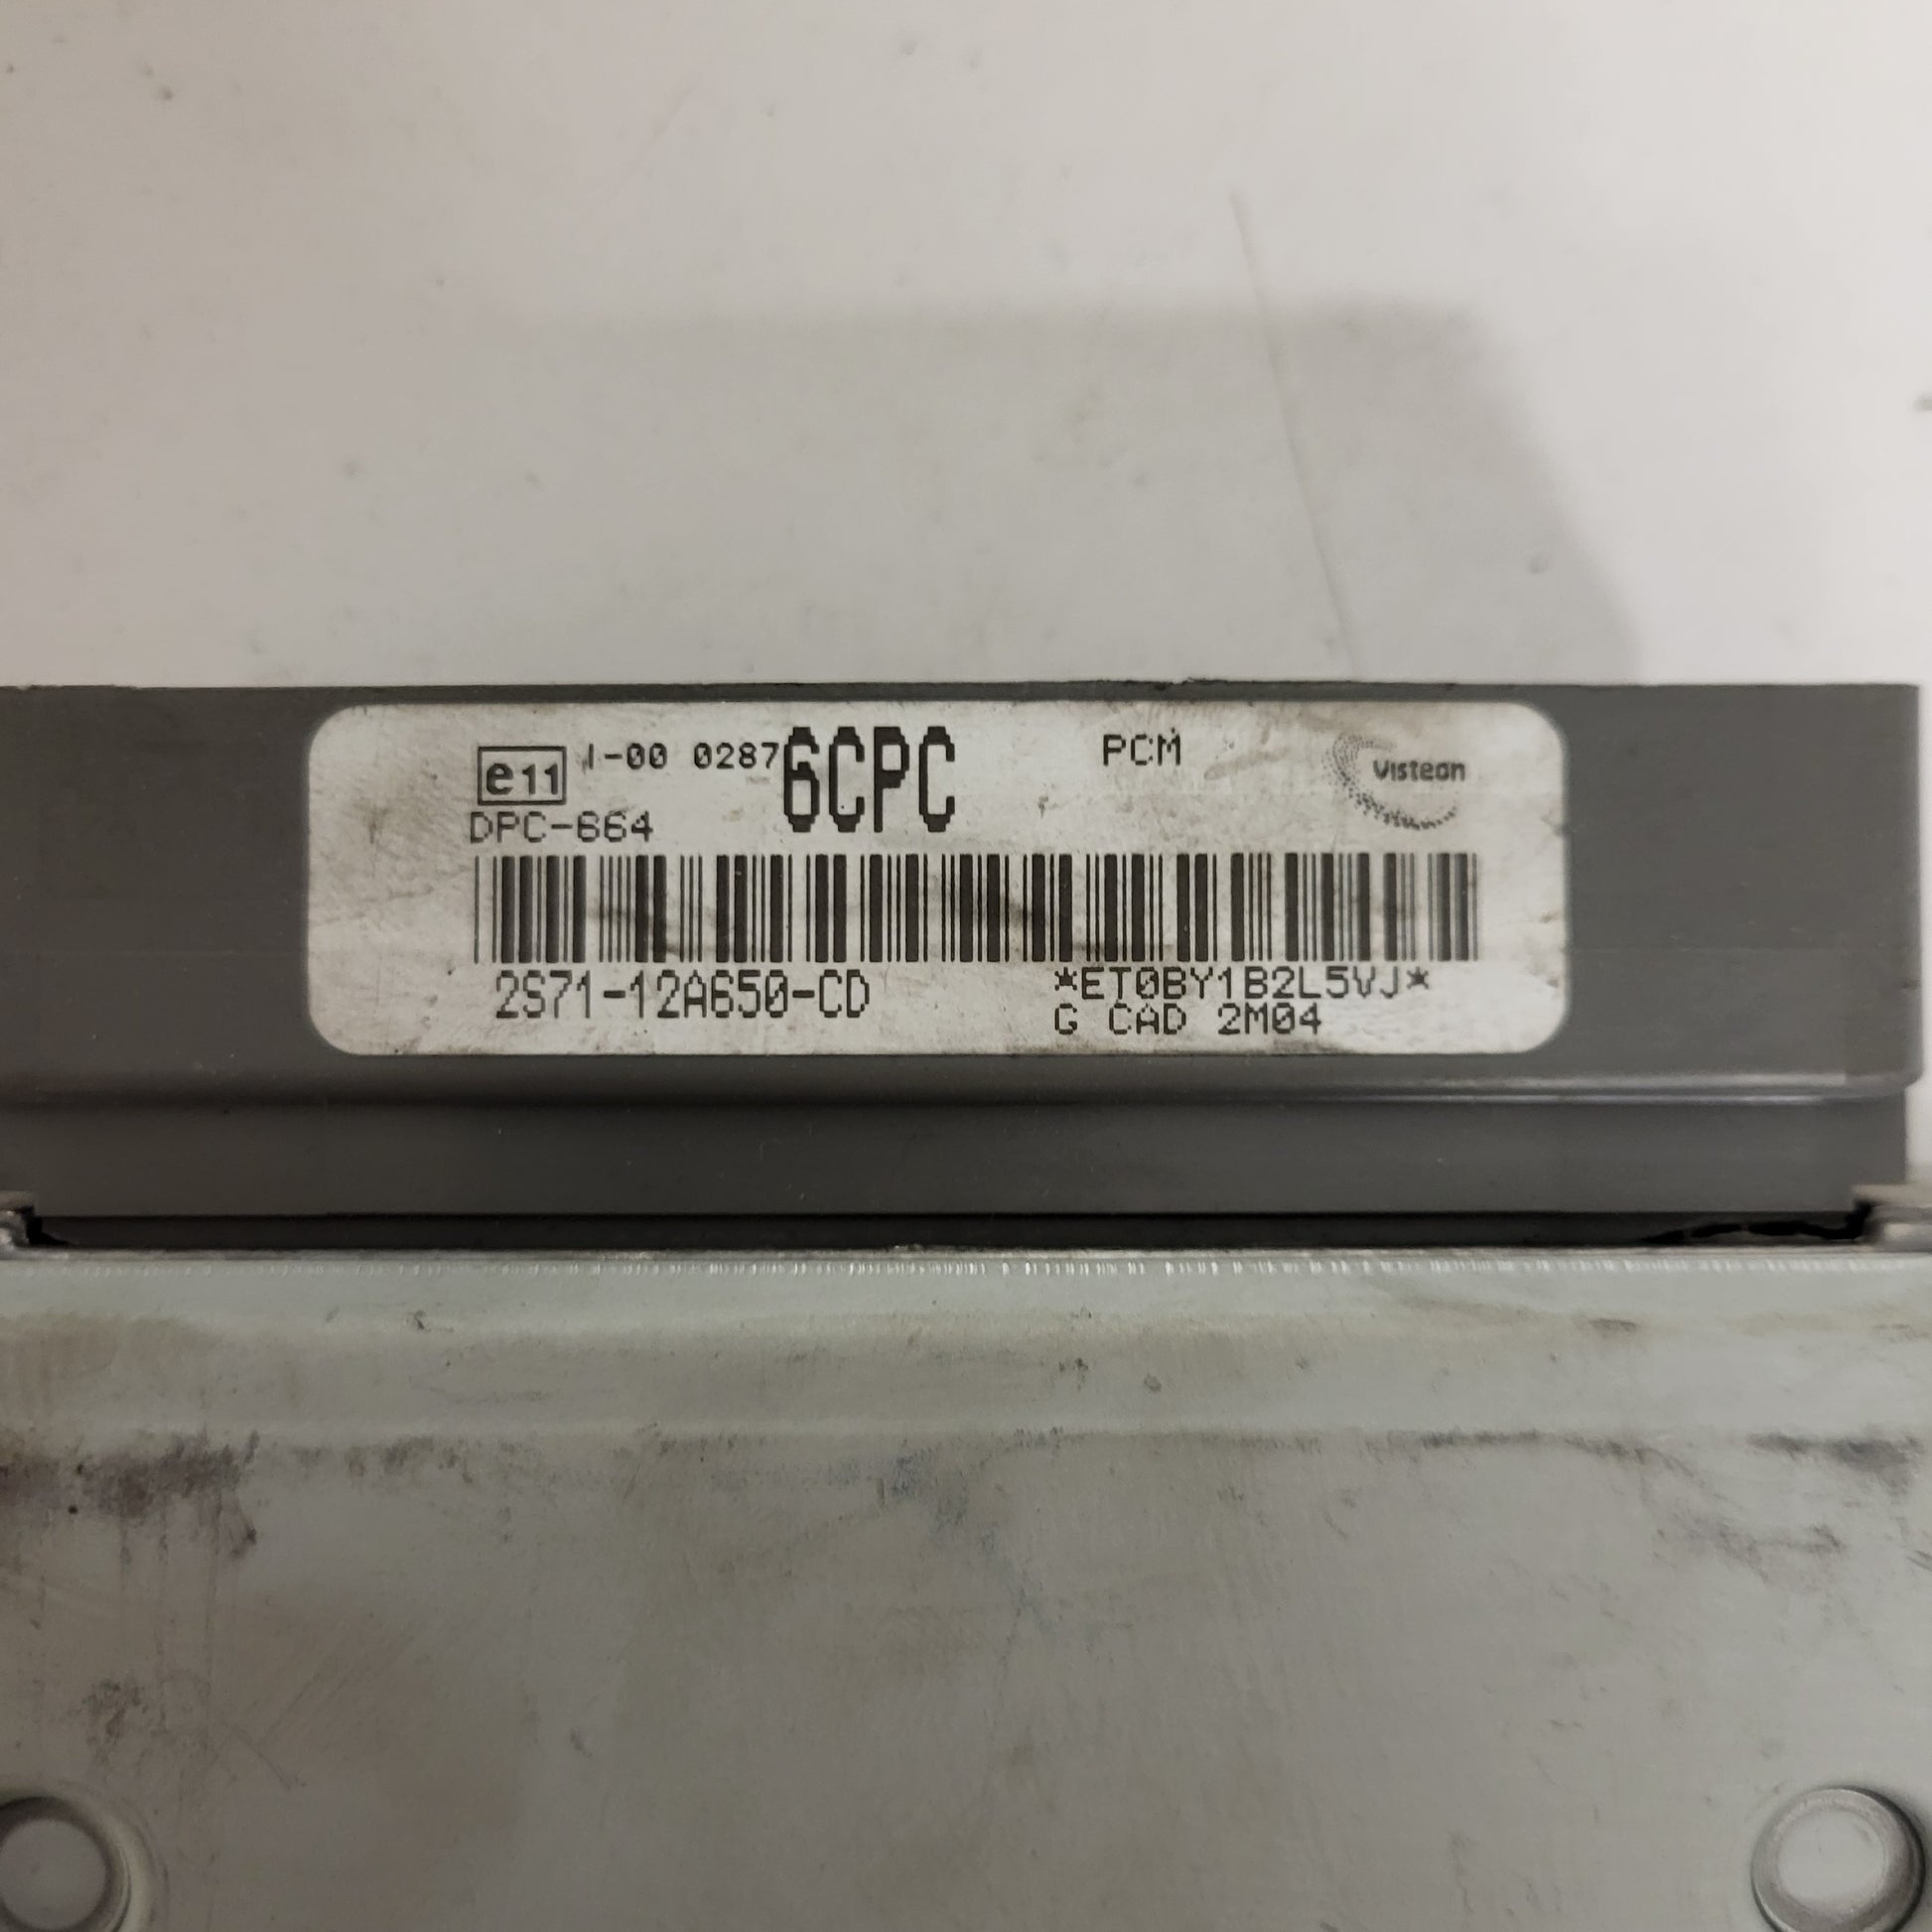 e11 1-00 0287 6CPC PCM Visteon
DPC-664
2S71-12A650-CD *ET0BY1B2L5VJ*
G CAD 2M04